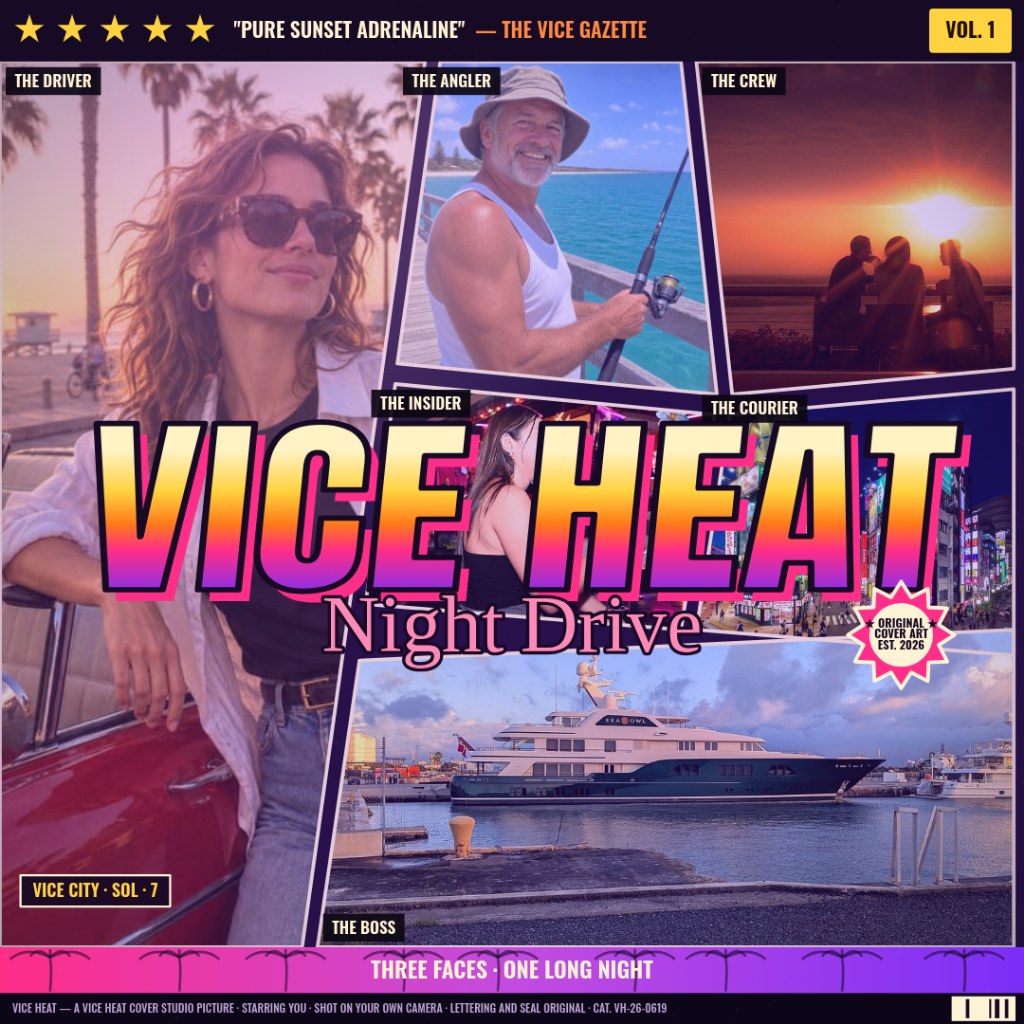 "PURE SUNSET ADRENALINE" — THE VICE GAZETTE
VOL. 1
THE DRIVER
THE ANGLER
THE CREW
THE INSIDER
THE COURIER
VICE HEAT
Night Drive
ORIGINAL
COVER ART
EST. 2026
SEA OWL
VICE CITY · SOL · 7
THE BOSS
THREE FACES · ONE LONG NIGHT
VICE HEAT — A VICE HEAT COVER STUDIO PICTURE · STARRING YOU · SHOT ON YOUR OWN CAMERA · LETTERING AND SEAL ORIGINAL · CAT. VH-26-0619